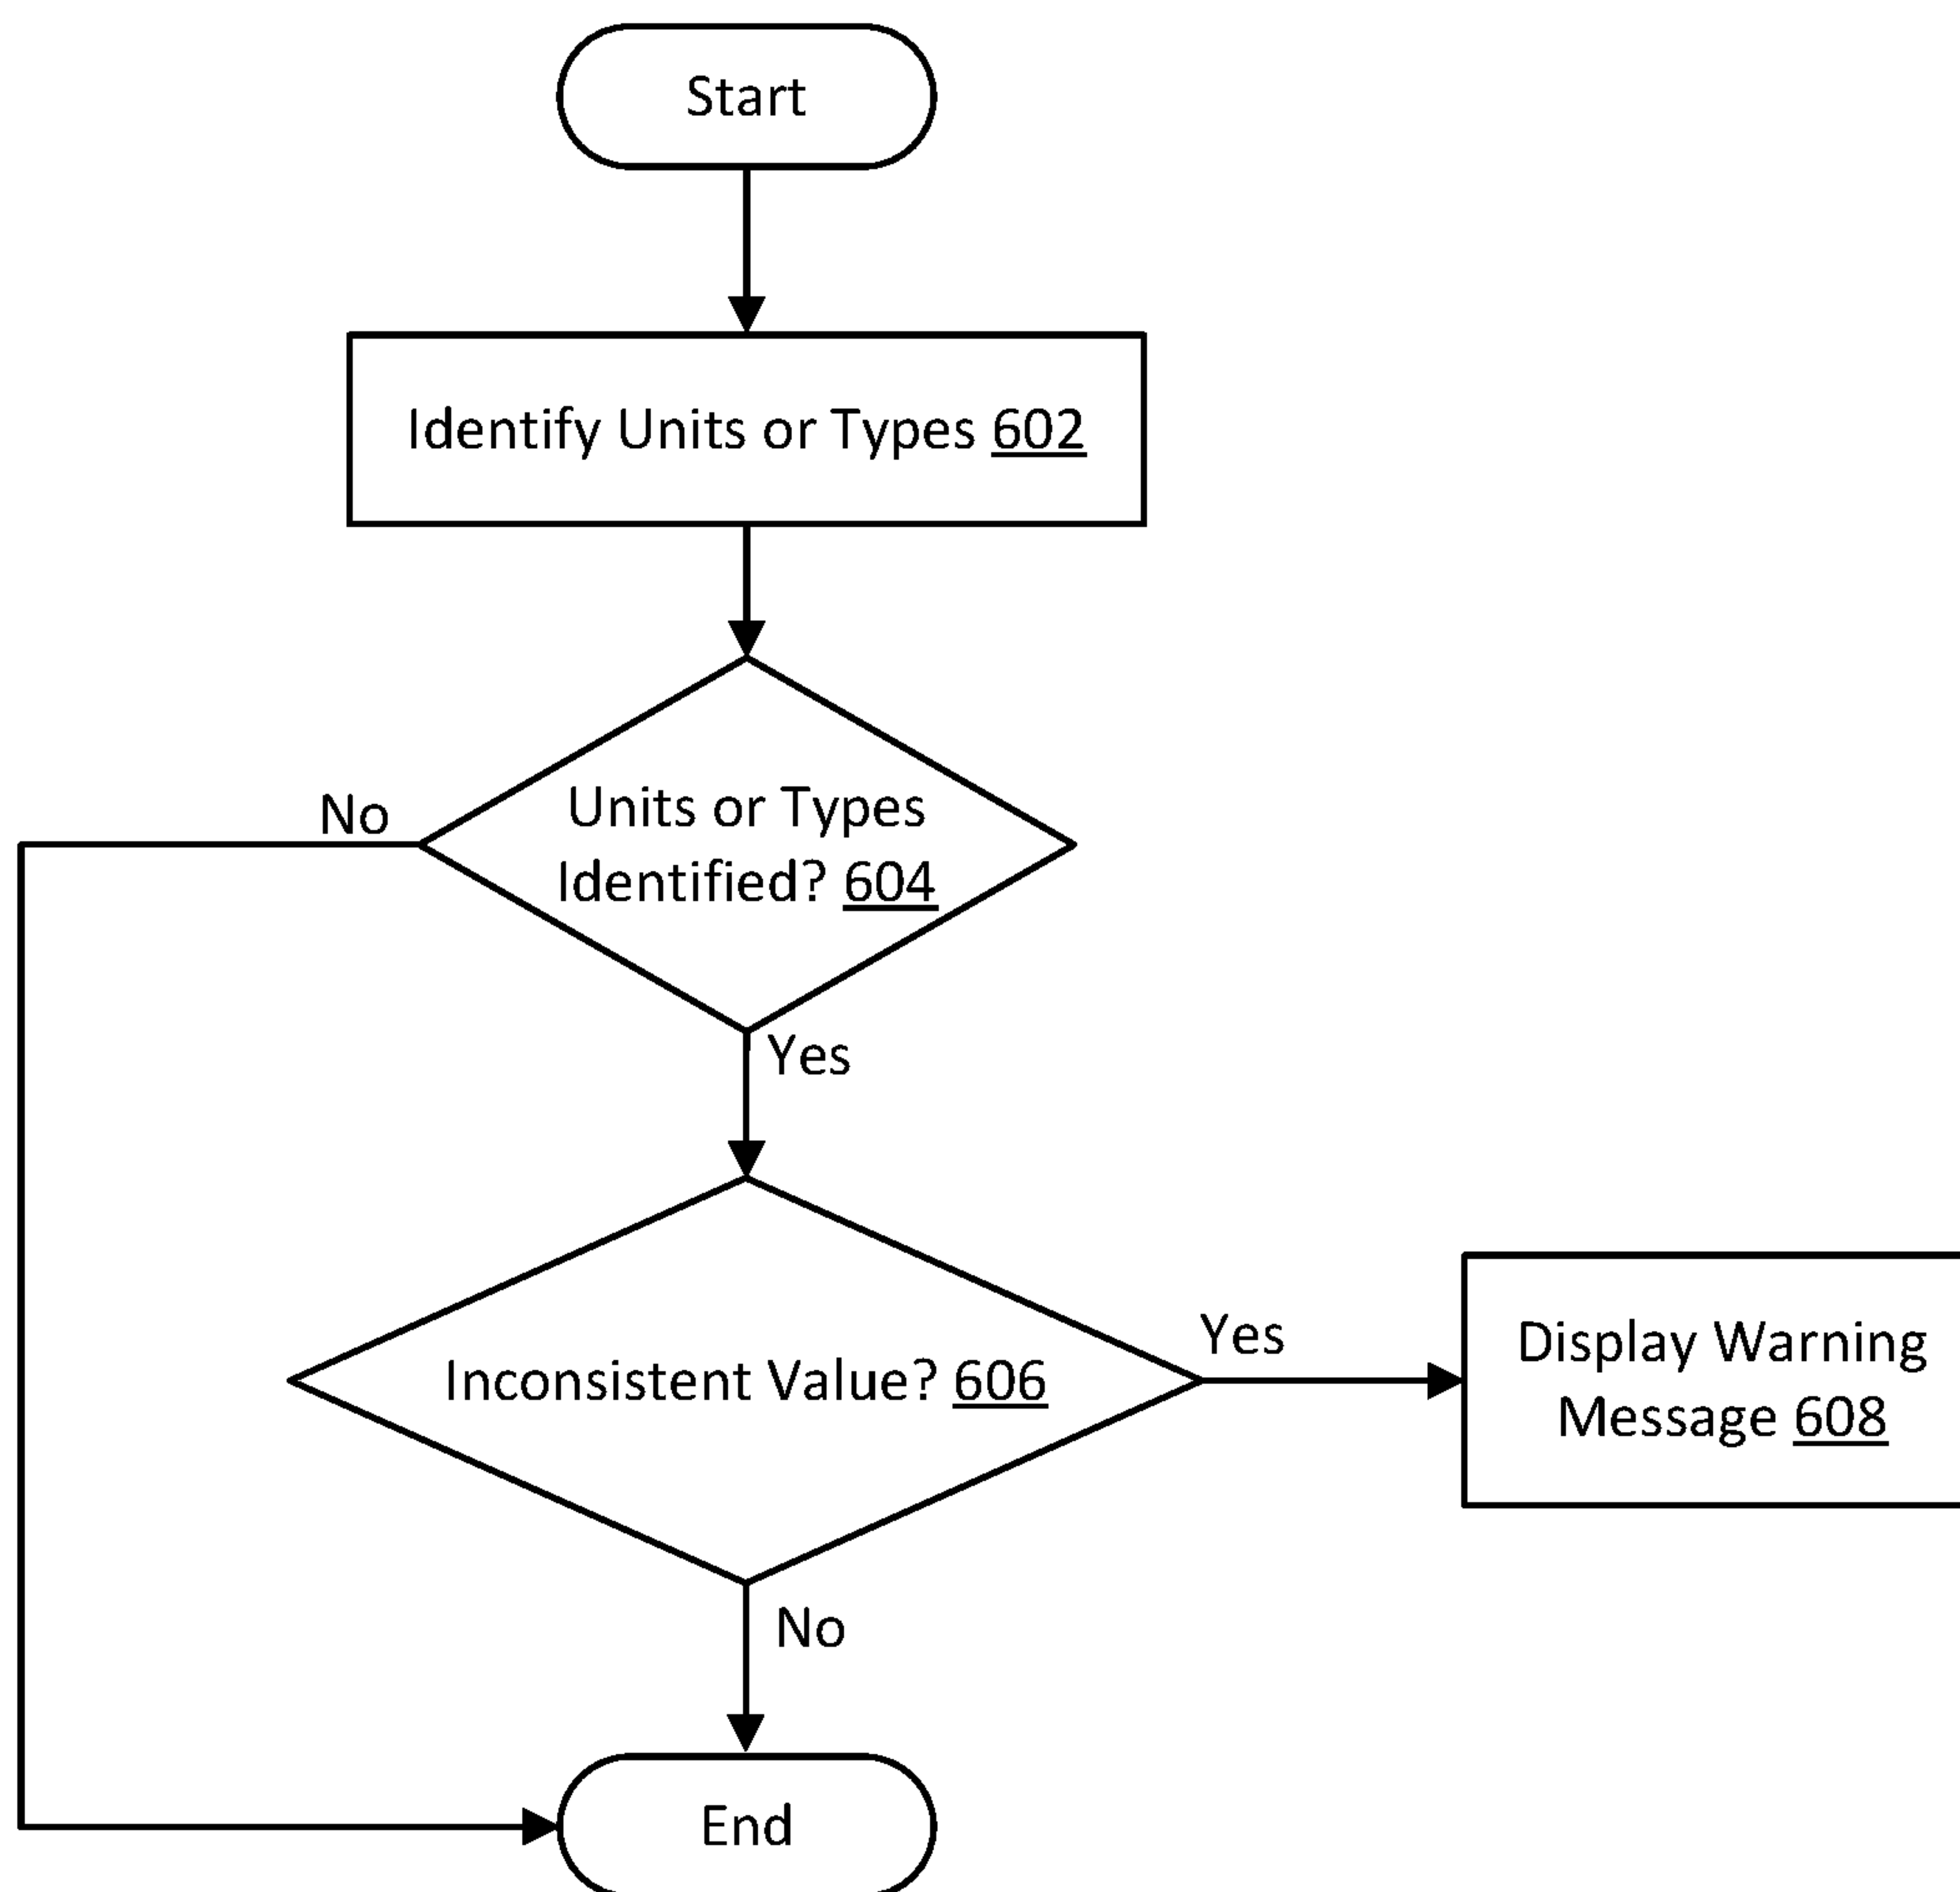 Start
Identify Units or Types 602
No
Units or Types
Identified? 604
Yes
Inconsistent Value? 606
Yes
Display Warning
Message 608
No
End